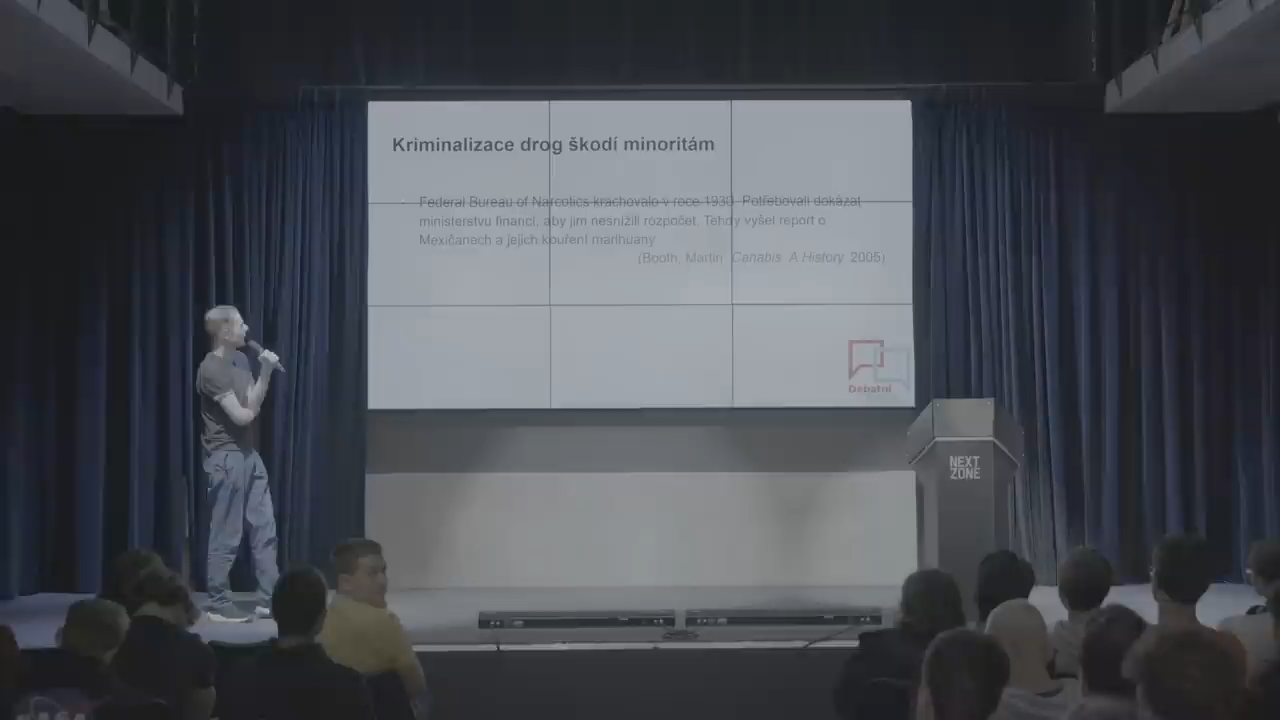 Kriminalizace drog škodí minoritám
Federal Bureau of Narcotics krachovalo v roce 1930. Potřebovali dokázat
ministerstvu financí, aby jim nesnížili rozpočet. Tehdy vyšel report o
Mexičanech a jejich kouření marihuany
(Booth, Martin. Canabis. A History. 2005)
Debatní
NEXT
ZONE
NASA